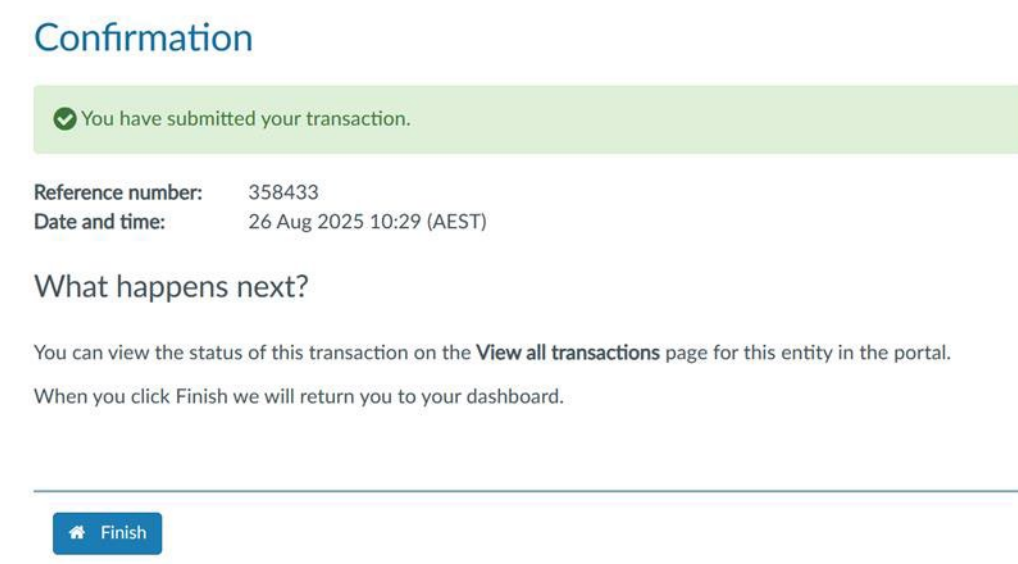 Confirmation
You have submitted your transaction.
Reference number: 358433
Date and time: 26 Aug 2025 10:29 (AEST)
What happens next?
You can view the status of this transaction on the View all transactions page for this entity in the portal.
When you click Finish we will return you to your dashboard.
Finish